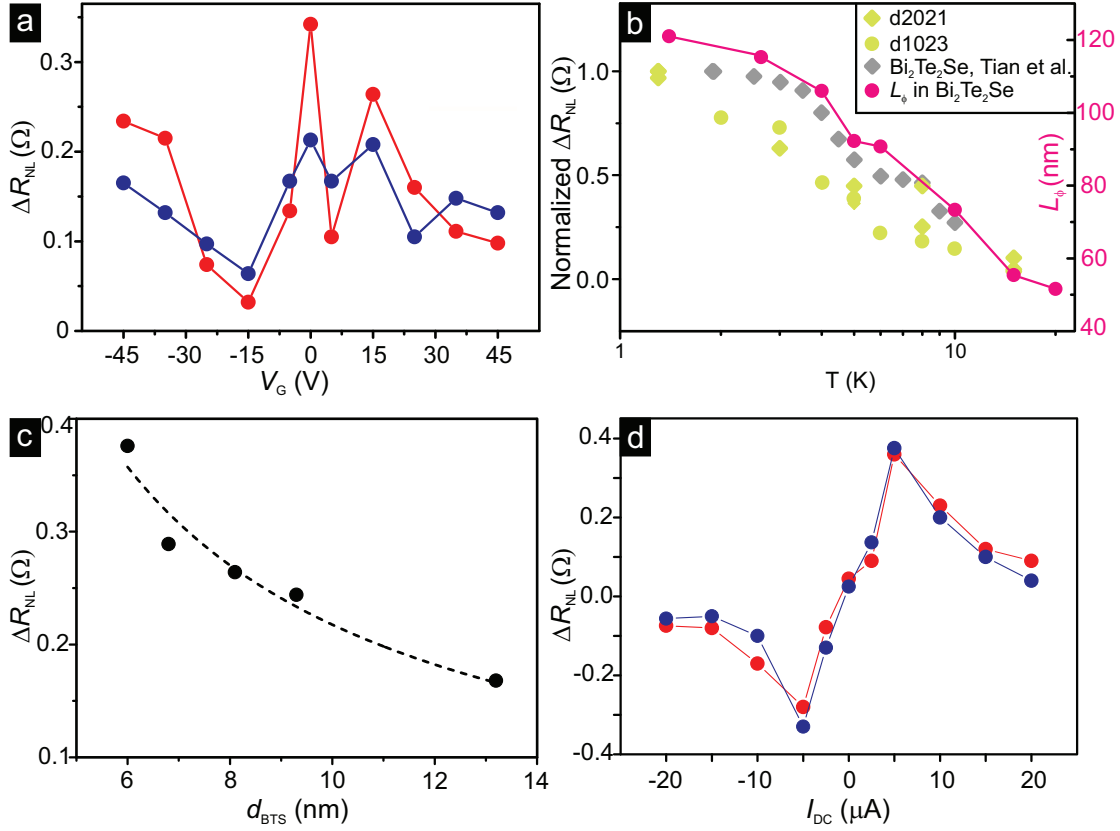 a
0.3
0.2
0.1
0
ΔR_NL (Ω)
-45 -30 -15 0 15 30 45
V_G (V)
b
d2021
d1023
Bi₂Te₂Se, Tian et al.
L_ϕ in Bi₂Te₂Se
1.0
0.5
0.0
Normalized ΔR_NL (Ω)
120
100
80
60
40
L_ϕ (nm)
1 10
T (K)
c
0.4
0.3
0.2
0.1
ΔR_NL (Ω)
6 8 10 12 14
d_BTS (nm)
d
0.4
0.2
0.0
-0.2
-0.4
ΔR_NL (Ω)
-20 -10 0 10 20
I_DC (μA)